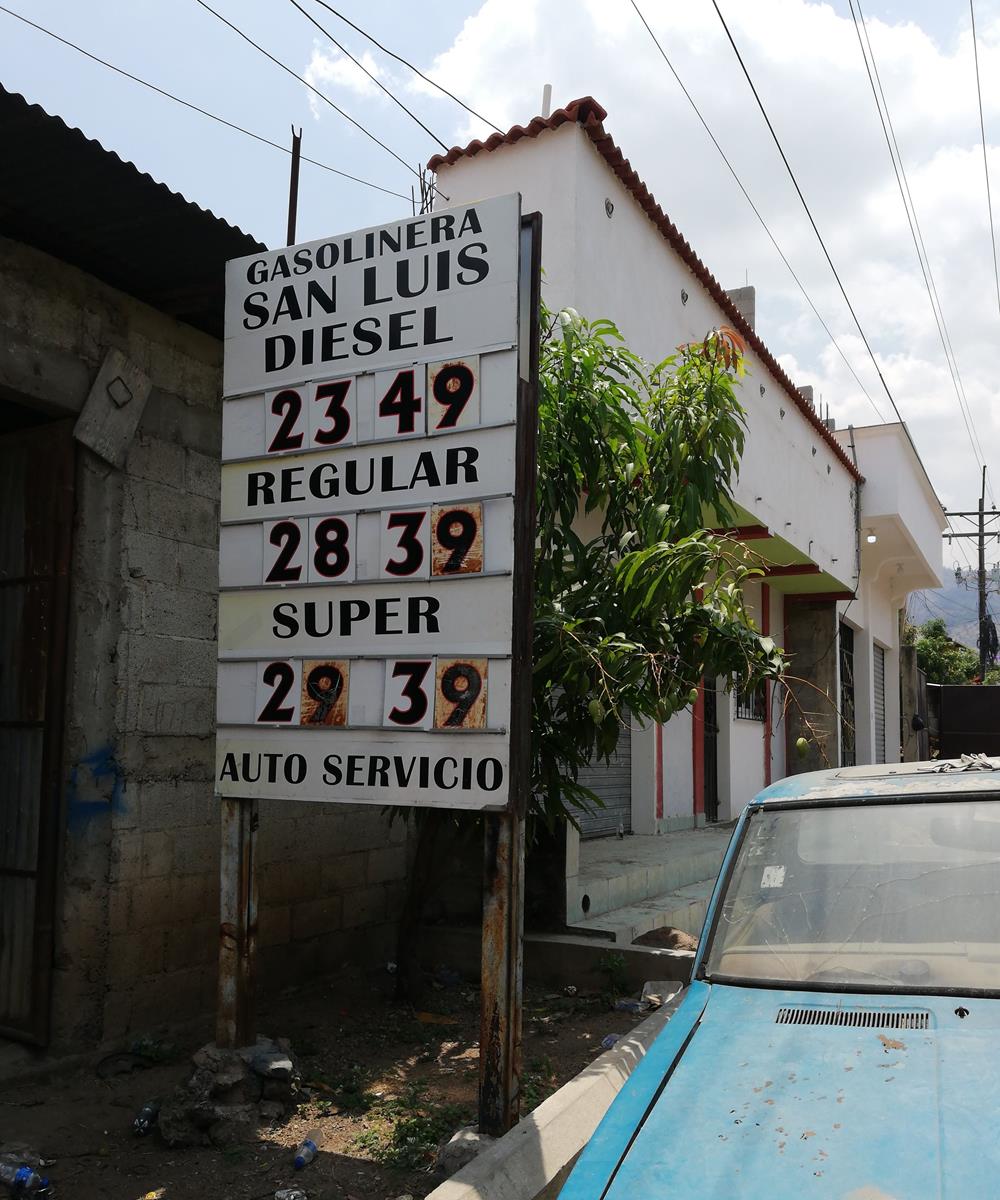 GASOLINERA
SAN LUIS
DIESEL
23 49
REGULAR
28 39
SUPER
29 39
AUTO SERVICIO